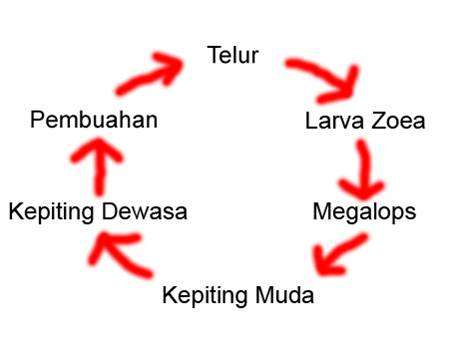 Telur
Pembuahan
Larva Zoea
Kepiting Dewasa
Megalops
Kepiting Muda